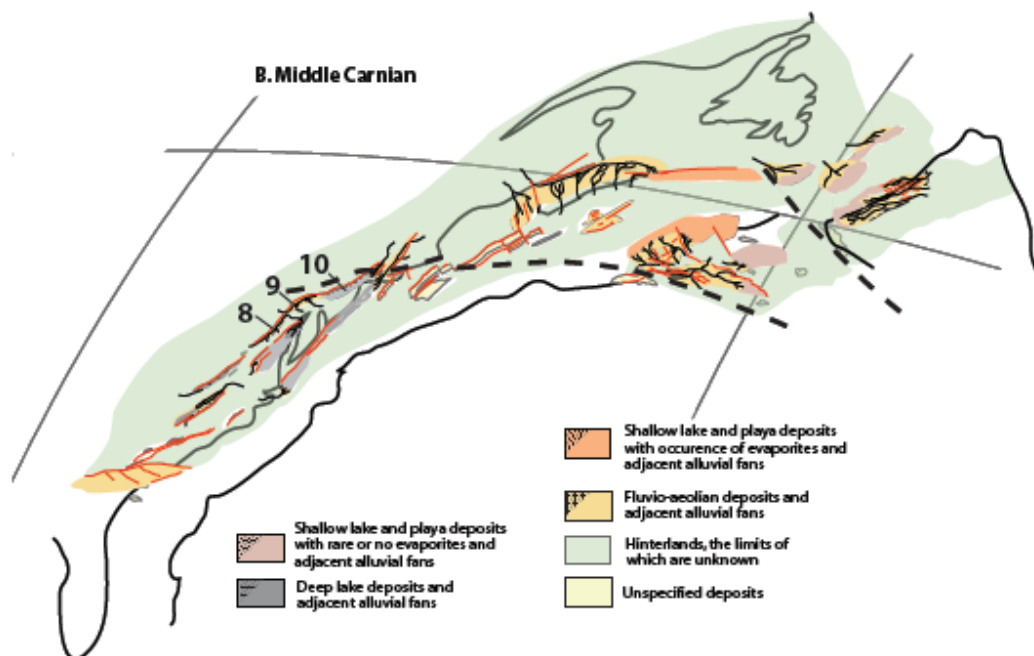 B. Middle Carnian
10
9
8
Shallow lake and playa deposits
with occurence of evaporites and
adjacent alluvial fans
Fluvio-aeolian deposits and
adjacent alluvial fans
Shallow lake and playa deposits
with rare or no evaporites and
adjacent alluvial fans
Hinterlands, the limits of
which are unknown
Deep lake deposits and
adjacent alluvial fans
Unspecified deposits